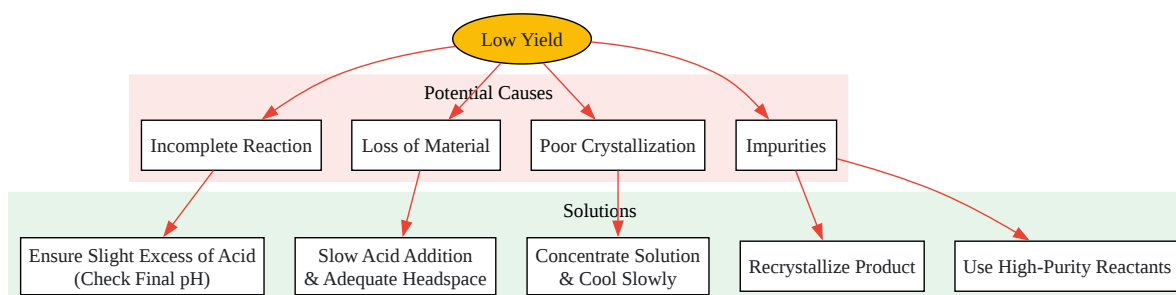 Low Yield
Potential Causes
Incomplete Reaction
Loss of Material
Poor Crystallization
Impurities
Solutions
Ensure Slight Excess of Acid
(Check Final pH)
Slow Acid Addition
& Adequate Headspace
Concentrate Solution
& Cool Slowly
Recrystallize Product
Use High-Purity Reactants